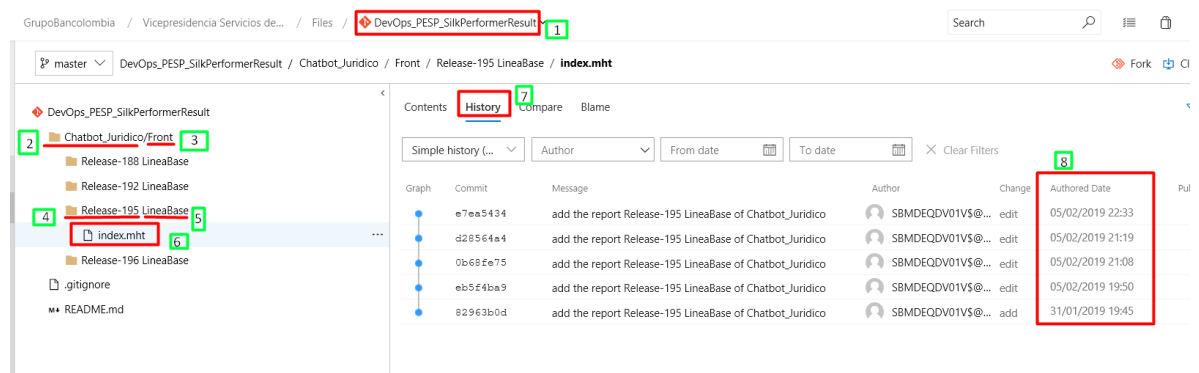 GrupoBancolombia / Vicepresidencia Servicios de... / Files / DevOps_PESP_SilkPerformerResult
1
Search
master DevOps_PESP_SilkPerformerResult / Chatbot_Juridico / Front / Release-195 LineaBase / index.mht
Fork
Cl
DevOps_PESP_SilkPerformerResult
2 Chatbot_Juridico/Front 3
Release-188 LineaBase
Release-192 LineaBase
4 Release-195 LineaBase 5
index.mht 6 ...
Release-196 LineaBase
.gitignore
M↓ README.md
Contents History 7 Compare Blame
Simple history (... Author From date To date Clear Filters
8
Graph Commit Message Author Change Authored Date Pul
e7ea5434 add the report Release-195 LineaBase of Chatbot_Juridico SBMDEQDV01V$@... edit 05/02/2019 22:33
d28564a4 add the report Release-195 LineaBase of Chatbot_Juridico SBMDEQDV01V$@... edit 05/02/2019 21:19
0b68fe75 add the report Release-195 LineaBase of Chatbot_Juridico SBMDEQDV01V$@... edit 05/02/2019 21:08
eb5f4ba9 add the report Release-195 LineaBase of Chatbot_Juridico SBMDEQDV01V$@... edit 05/02/2019 19:50
82963b0d add the report Release-195 LineaBase of Chatbot_Juridico SBMDEQDV01V$@... add 31/01/2019 19:45